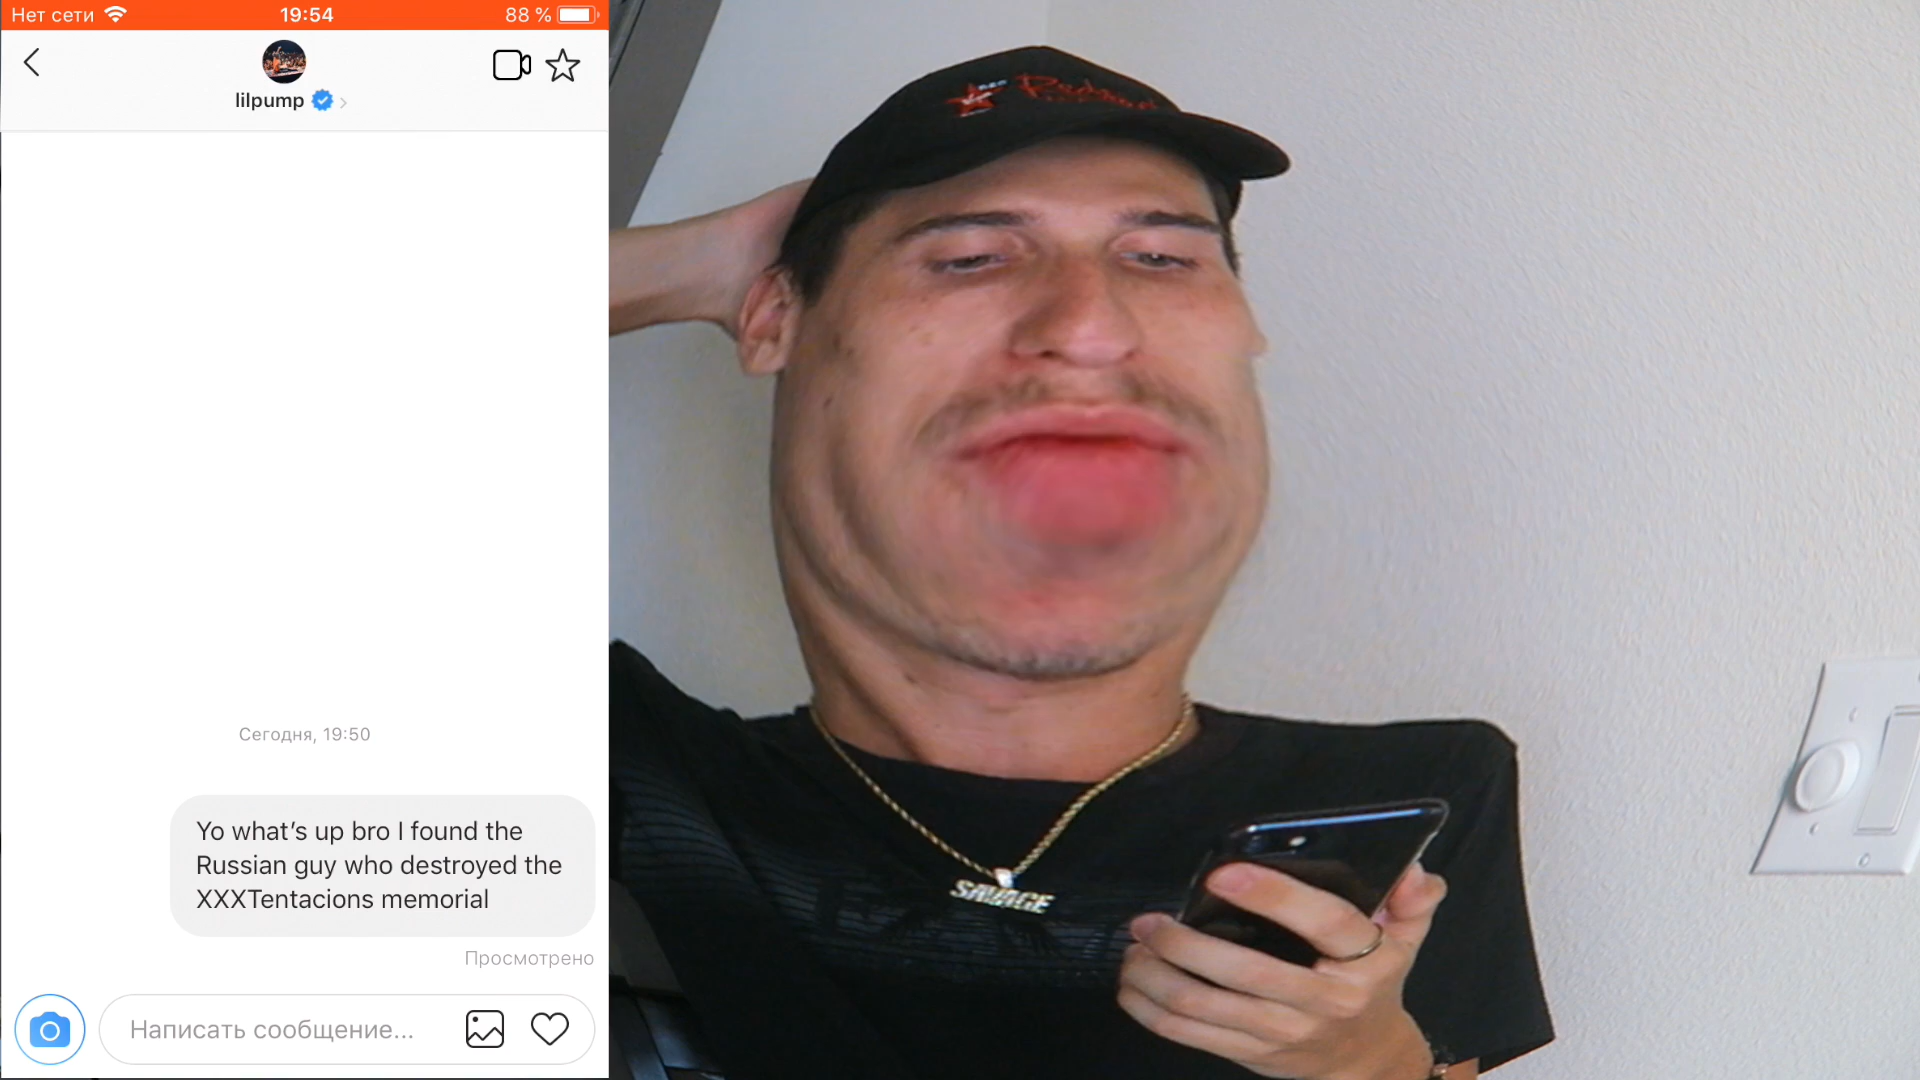 Нет сети
19:54
88 %
lilpump
Сегодня, 19:50
Yo what’s up bro I found the
Russian guy who destroyed the
XXXTentacions memorial
Просмотрено
Написать сообщение...
SAVAGE